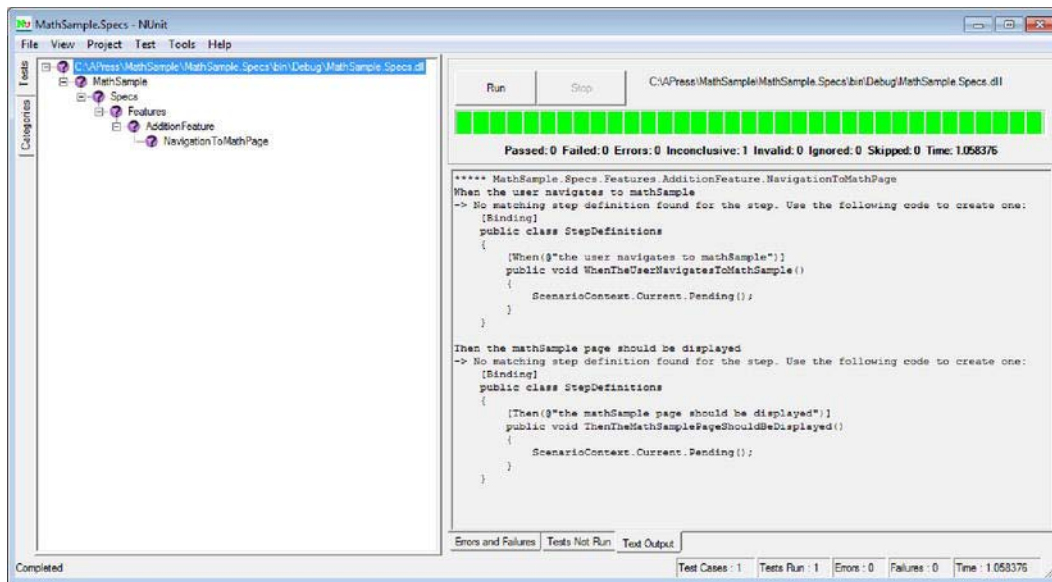 MathSample.Specs - NUnit
File View Project Test Tools Help
Tests
Categories
C:\APress\MathSample\MathSample.Specs\bin\Debug\MathSample.Specs.dll
MathSample
Specs
Features
AdditionFeature
NavigationToMathPage
Run
Stop
C:\APress\MathSample\MathSample.Specs\bin\Debug\MathSample.Specs.dll
Passed: 0 Failed: 0 Errors: 0 Inconclusive: 1 Invalid: 0 Ignored: 0 Skipped: 0 Time: 1.058376
***** MathSample.Specs.Features.AdditionFeature.NavigationToMathPage
When the user navigates to mathSample
-> No matching step definition found for the step. Use the following code to create one:
[Binding]
public class StepDefinitions
{
[When(@"the user navigates to mathSample")]
public void WhenTheUserNavigatesToMathSample()
{
ScenarioContext.Current.Pending();
}
}
Then the mathSample page should be displayed
-> No matching step definition found for the step. Use the following code to create one:
[Binding]
public class StepDefinitions
{
[Then(@"the mathSample page should be displayed")]
public void ThenTheMathSamplePageShouldBeDisplayed()
{
ScenarioContext.Current.Pending();
}
}
Errors and Failures Tests Not Run Text Output
Completed
Test Cases : 1 Tests Run : 1 Errors : 0 Failures : 0 Time : 1.058376